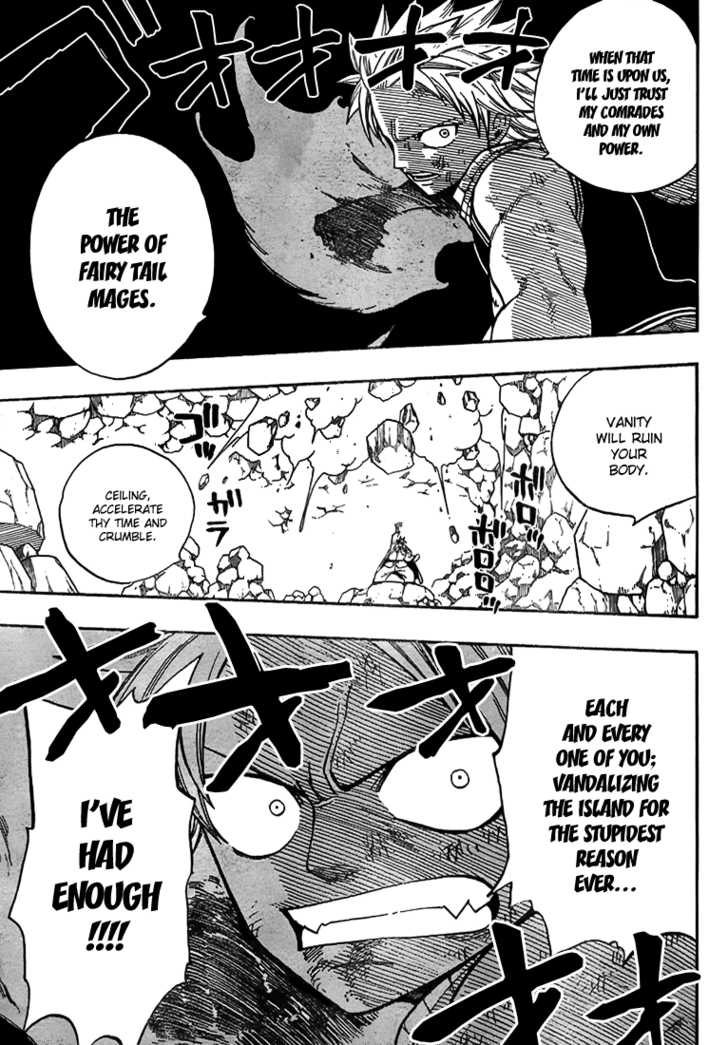 WHEN THAT
TIME IS UPON US,
I'LL JUST TRUST
MY COMRADES
AND MY OWN
POWER.
ゴオオオオ
THE
POWER OF
FAIRY TAIL
MAGES.
VANITY
WILL RUIN
YOUR
BODY.
ボロロ
ボロロ
ゴゴ
ガラ
CEILING,
ACCELERATE
THY TIME AND
CRUMBLE.
EACH
AND EVERY
ONE OF YOU;
VANDALIZING
THE ISLAND FOR
THE STUPIDEST
REASON
EVER...
I'VE
HAD
ENOUGH
!!!!